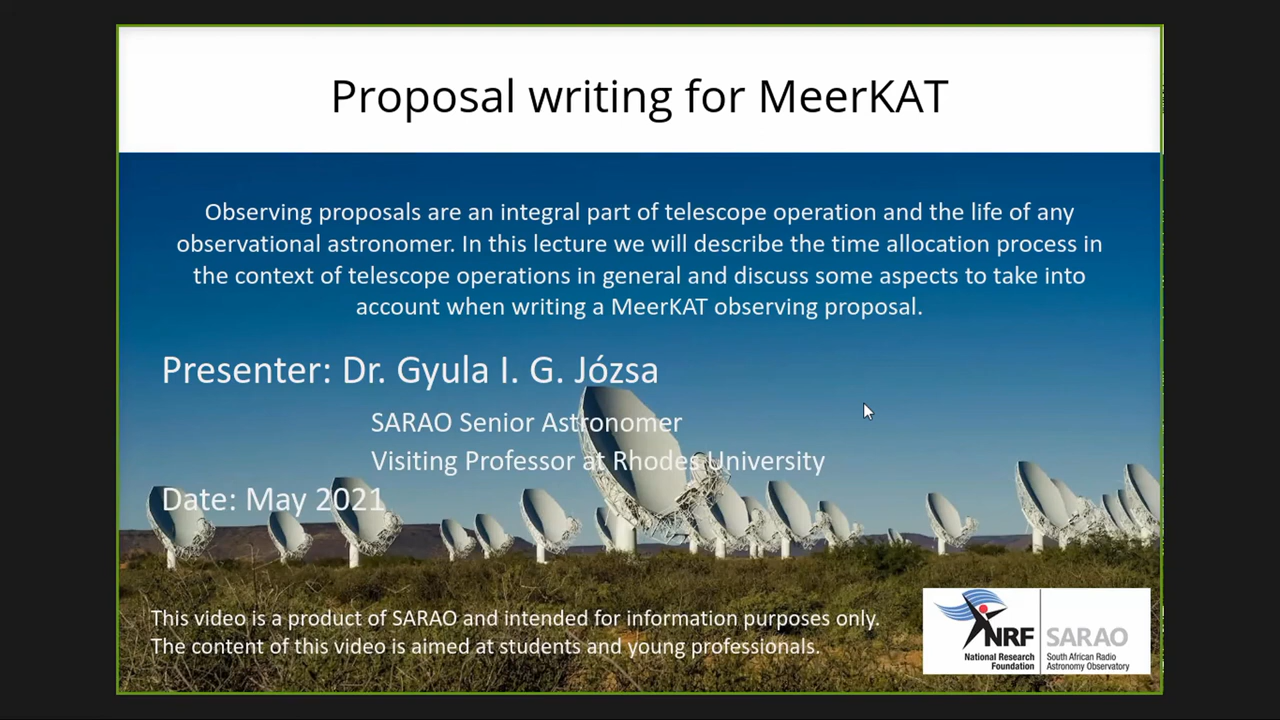 Proposal writing for MeerKAT
Observing proposals are an integral part of telescope operation and the life of any
observational astronomer. In this lecture we will describe the time allocation process in
the context of telescope operations in general and discuss some aspects to take into
account when writing a MeerKAT observing proposal.
Presenter: Dr. Gyula I. G. Józsa
SARAO Senior Astronomer
Visiting Professor at Rhodes University
Date: May 2021
This video is a product of SARAO and intended for information purposes only.
The content of this video is aimed at students and young professionals.
NRF
National Research
Foundation
SARAO
South African Radio
Astronomy Observatory